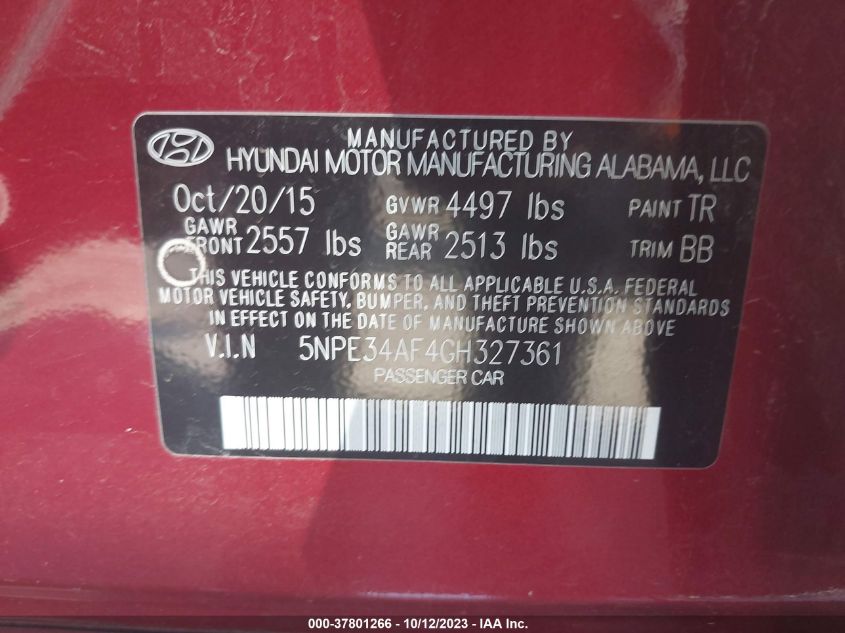 MANUFACTURED BY
HYUNDAI MOTOR MANUFACTURING ALABAMA, LLC
Oct/20/15 GVWR 4497 lbs PAINT TR
GAWR FRONT 2557 lbs GAWR REAR 2513 lbs TRIM BB
THIS VEHICLE CONFORMS TO ALL APPLICABLE U.S.A. FEDERAL
MOTOR VEHICLE SAFETY, BUMPER, AND THEFT PREVENTION STANDARDS
IN EFFECT ON THE DATE OF MANUFACTURE SHOWN ABOVE
V.I.N 5NPE34AF4GH327361
PASSENGER CAR
000-37801266 - 10/12/2023 - IAA Inc.